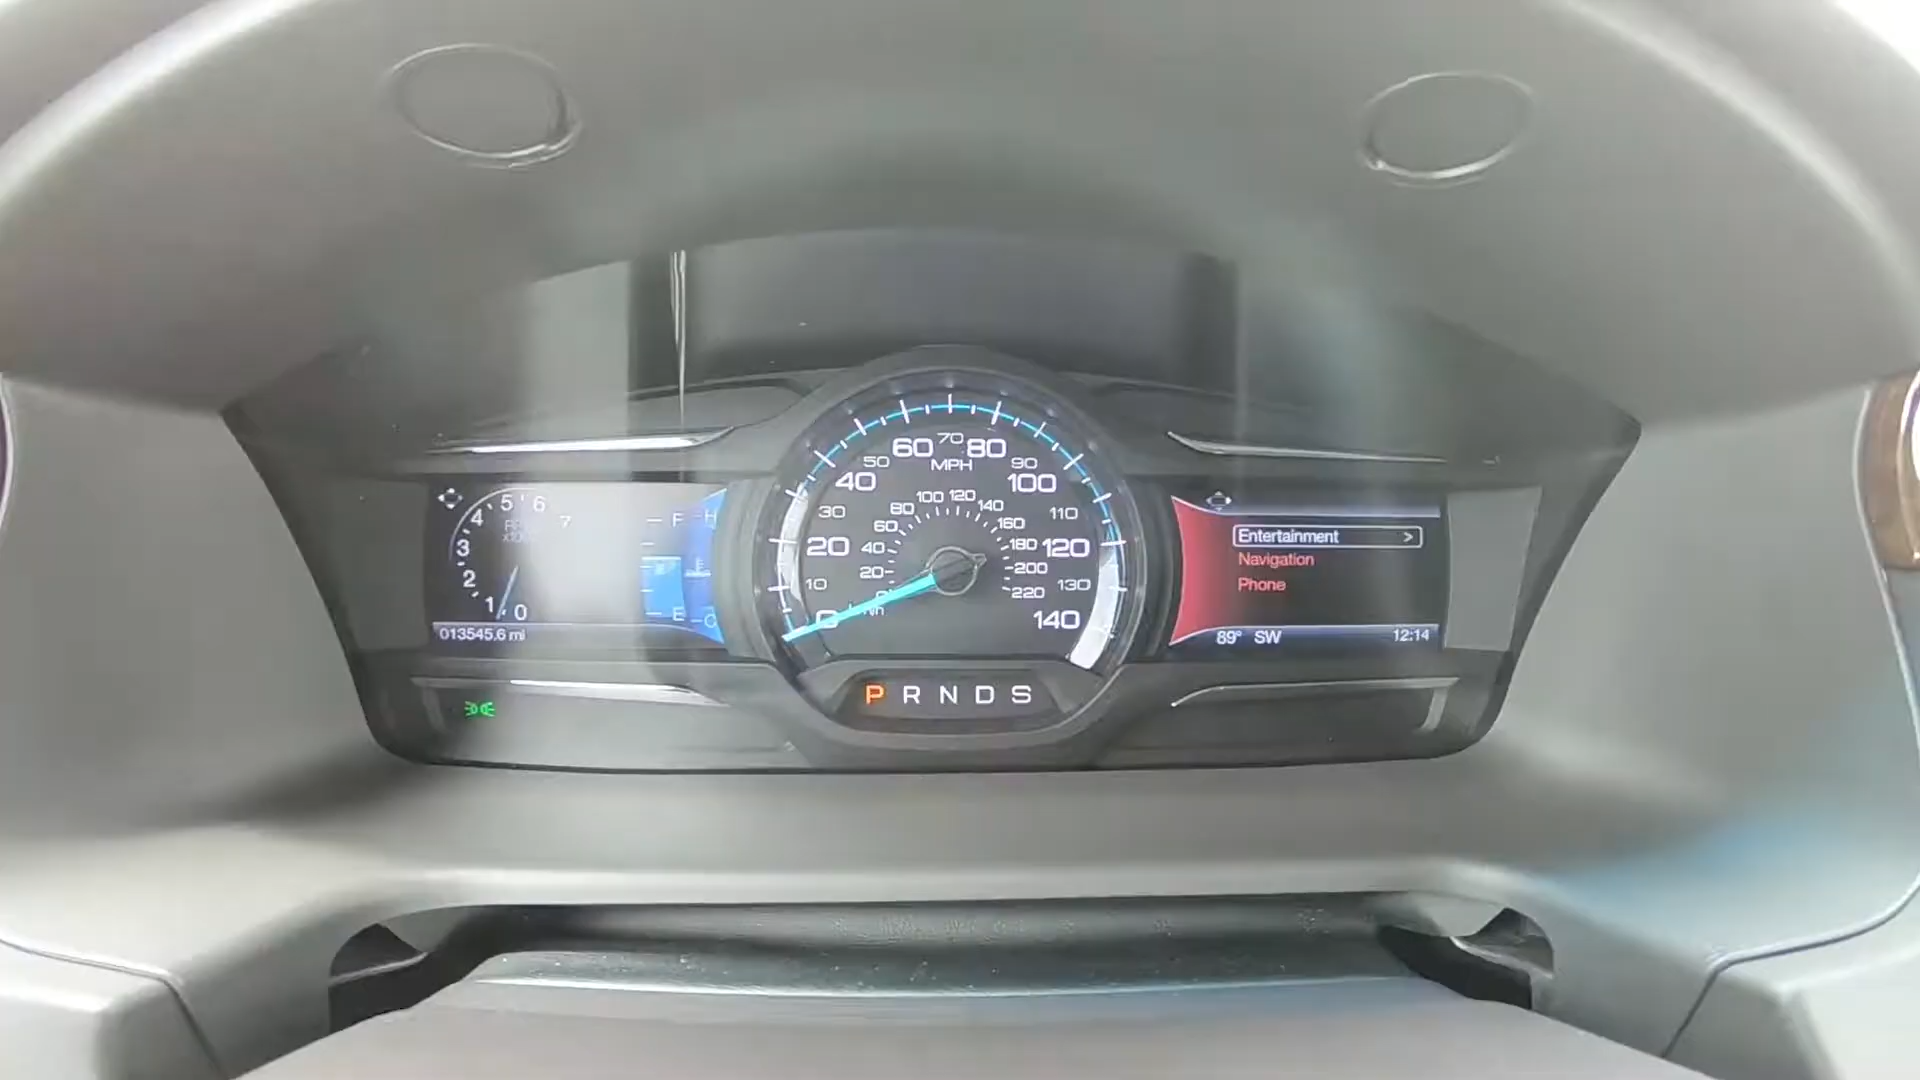 5 6
4 7
3
2
1 0
F H
E C
013545.6 mi
70
60 80
50 MPH 90
40 100
30 110
20 120
10 130
0 140
100 120
80 140
60 160
40 180
20 200
220
P R N D S
Entertainment >
Navigation
Phone
89° SW 12:14